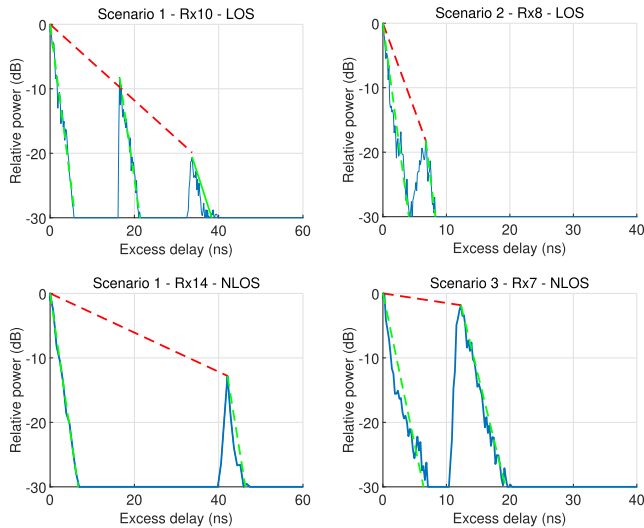 Scenario 1 - Rx10 - LOS
0
-10
-20
-30
Relative power (dB)
0
20
40
60
Excess delay (ns)
Scenario 2 - Rx8 - LOS
0
-10
-20
-30
Relative power (dB)
0
10
20
30
40
Excess delay (ns)
Scenario 1 - Rx14 - NLOS
0
-10
-20
-30
Relative power (dB)
0
20
40
60
Excess delay (ns)
Scenario 3 - Rx7 - NLOS
0
-10
-20
-30
Relative power (dB)
0
10
20
30
40
Excess delay (ns)